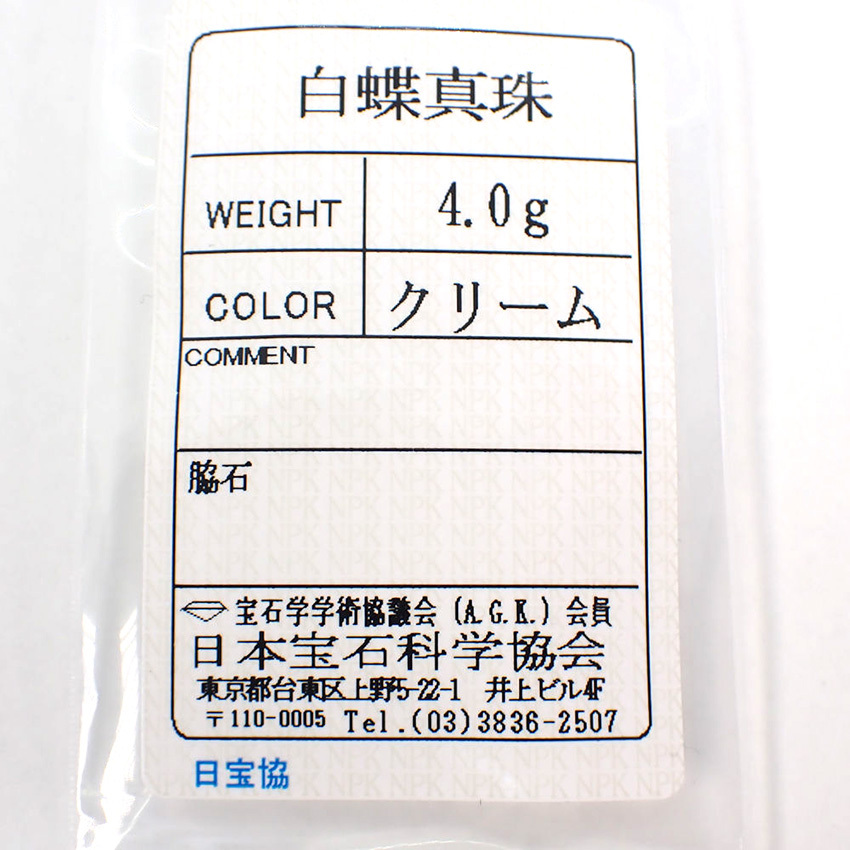 白蝶真珠
WEIGHT 4.0g
COLOR クリーム
COMMENT
脇石
宝石学学術協議会 (A.G.K.) 会員
日本宝石科学協会
東京都台東区上野5-22-1 井上ビル4F
〒110-0005 Tel.(03)3836-2507
日宝協